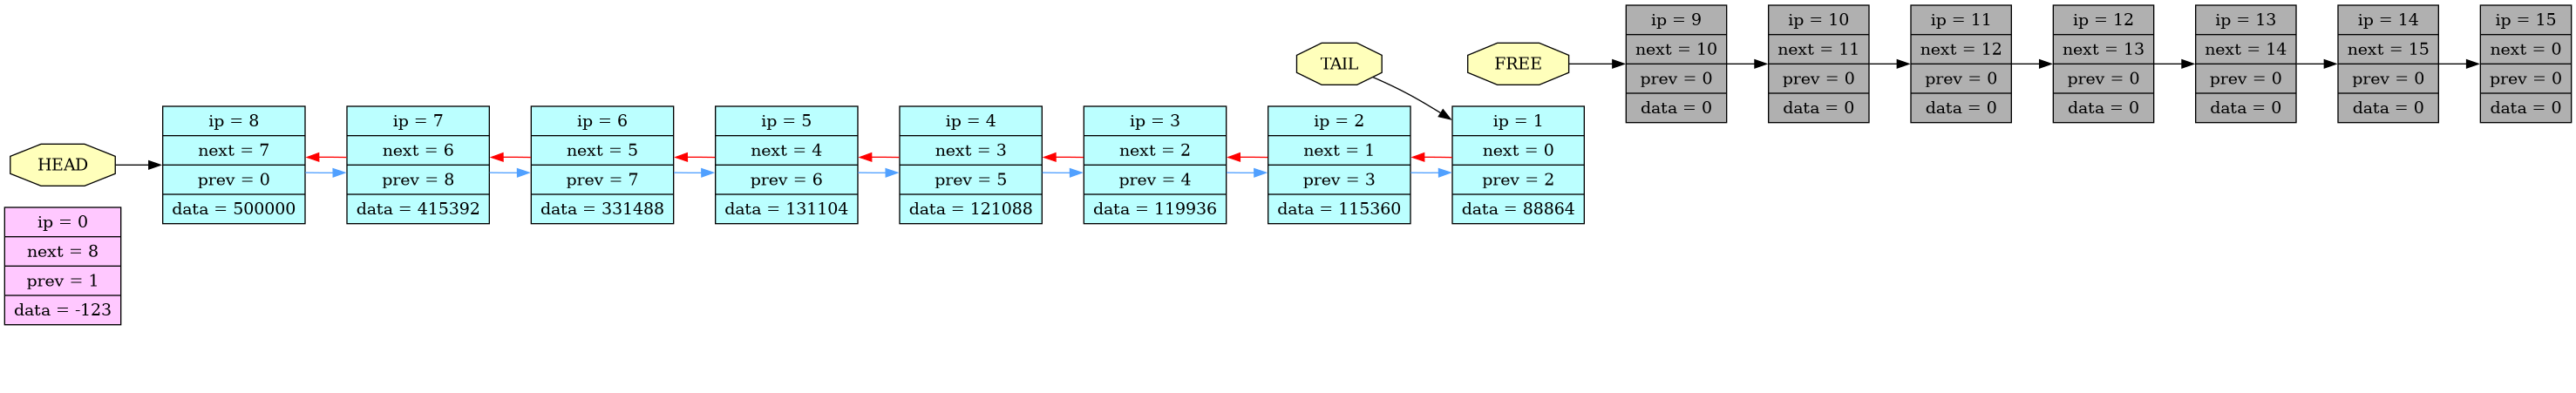 HEAD
ip = 0
next = 8
prev = 1
data = -123
ip = 8
next = 7
prev = 0
data = 500000
ip = 7
next = 6
prev = 8
data = 415392
ip = 6
next = 5
prev = 7
data = 331488
ip = 5
next = 4
prev = 6
data = 131104
ip = 4
next = 3
prev = 5
data = 121088
ip = 3
next = 2
prev = 4
data = 119936
ip = 2
next = 1
prev = 3
data = 115360
TAIL
ip = 1
next = 0
prev = 2
data = 88864
FREE
ip = 9
next = 10
prev = 0
data = 0
ip = 10
next = 11
prev = 0
data = 0
ip = 11
next = 12
prev = 0
data = 0
ip = 12
next = 13
prev = 0
data = 0
ip = 13
next = 14
prev = 0
data = 0
ip = 14
next = 15
prev = 0
data = 0
ip = 15
next = 0
prev = 0
data = 0